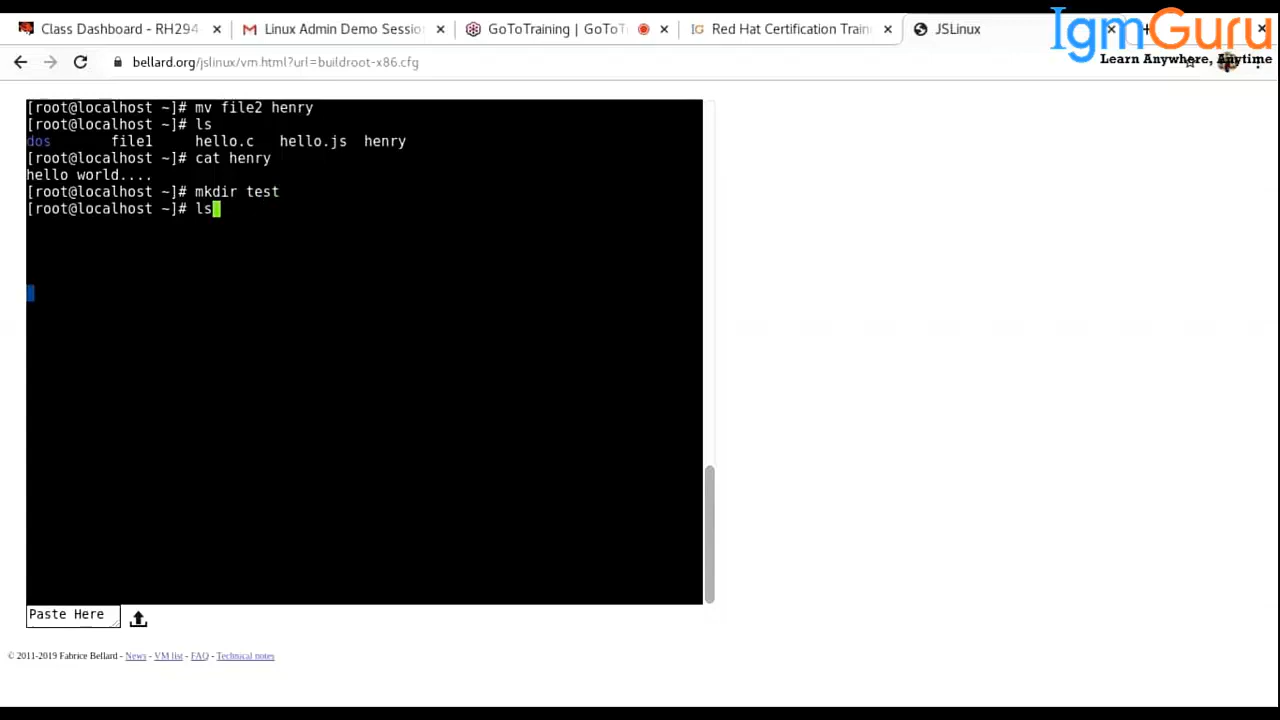 Class Dashboard - RH294
Linux Admin Demo Sessio
GoToTraining | GoToT
Red Hat Certification Train
JSLinux
IgmGuru
Learn Anywhere, Anytime
bellard.org/jslinux/vm.html?url=buildroot-x86.cfg
[root@localhost ~]# mv file2 henry
[root@localhost ~]# ls
dos file1 hello.c hello.js henry
[root@localhost ~]# cat henry
hello world....
[root@localhost ~]# mkdir test
[root@localhost ~]# ls
Paste Here
© 2011-2019 Fabrice Bellard - News - VM list - FAQ - Technical notes